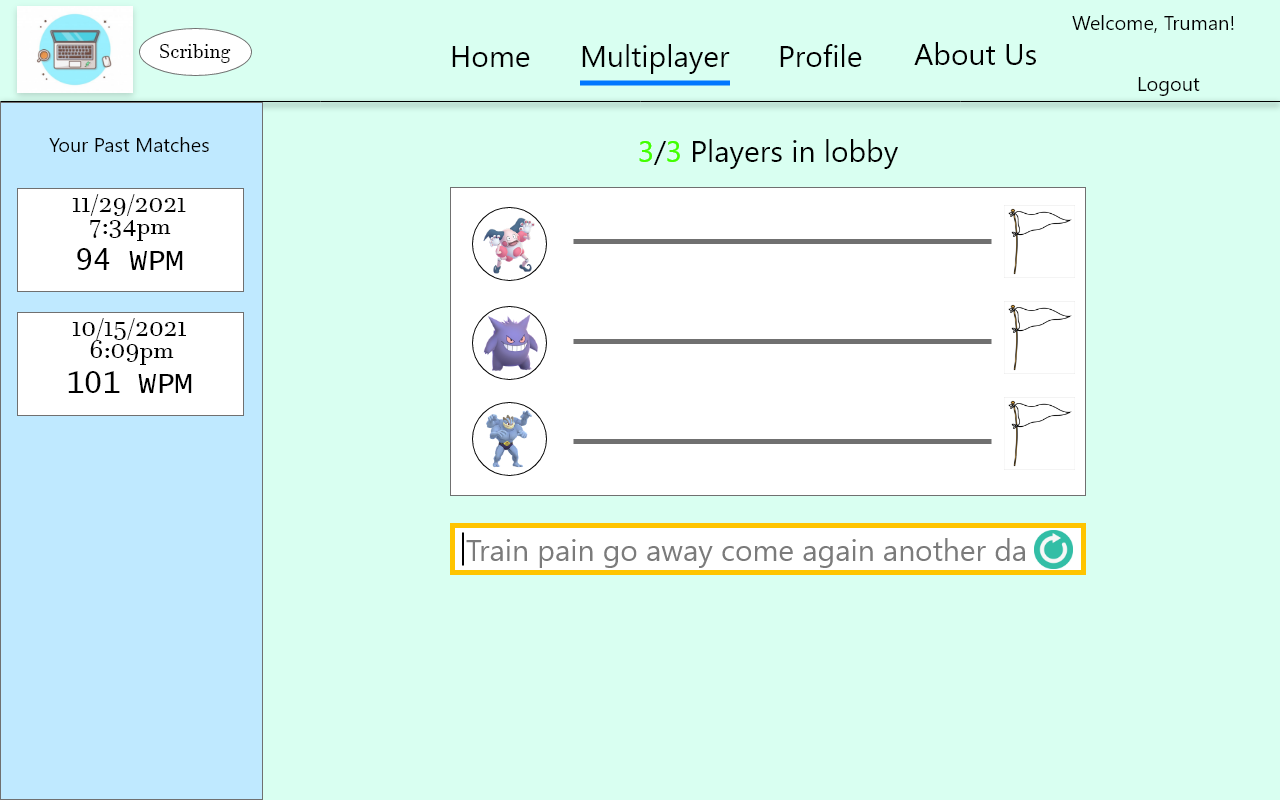 Scribing
Home
Multiplayer
Profile
About Us
Welcome, Truman!
Logout
Your Past Matches
11/29/2021
7:34pm
94 WPM
10/15/2021
6:09pm
101 WPM
3/3 Players in lobby
Train pain go away come again another da